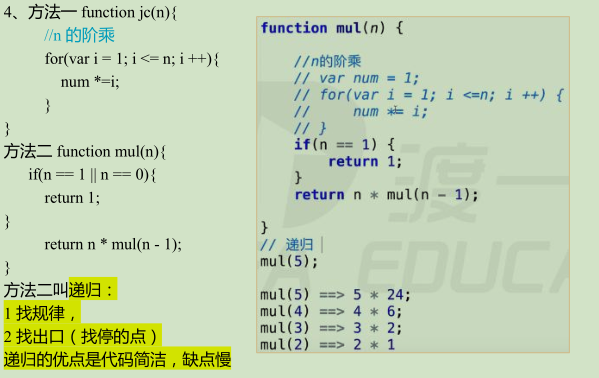 4、方法一 function jc(n){
//n 的阶乘
for(var i = 1; i <= n; i ++){
num *=i;
}
}
方法二 function mul(n){
if(n == 1 || n == 0){
return 1;
}
return n * mul(n - 1);
}
方法二叫递归：
1 找规律，
2 找出口（找停的点）
递归的优点是代码简洁，缺点慢
function mul(n) {
//n的阶乘
// var num = 1;
// for(var i = 1; i <=n; i ++) {
// num *= i;
// }
if(n == 1) {
return 1;
}
return n * mul(n - 1);
}
// 递归
mul(5);
mul(5) ==> 5 * 24;
mul(4) ==> 4 * 6;
mul(3) ==> 3 * 2;
mul(2) ==> 2 * 1
渡一
EDUCA